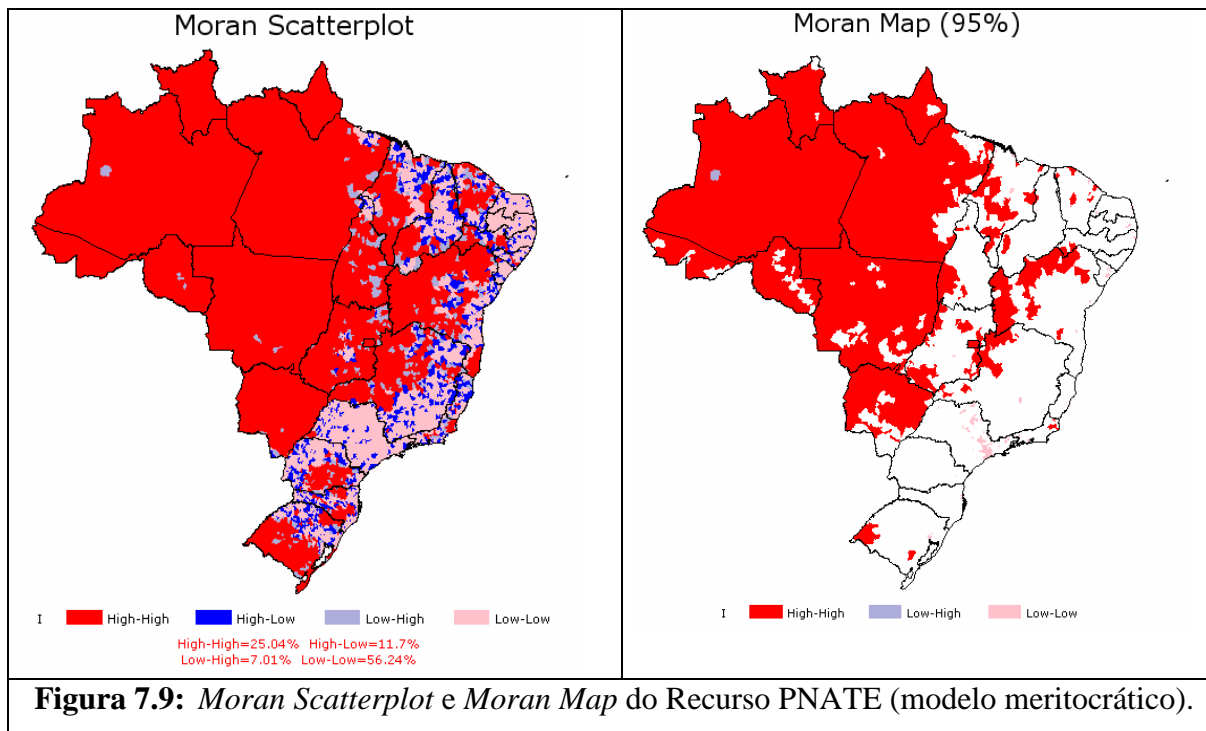 Moran Scatterplot
I High-High High-Low Low-High Low-Low
High-High=25.04% High-Low=11.7%
Low-High=7.01% Low-Low=56.24%
Moran Map (95%)
I High-High Low-High Low-Low
Figura 7.9: Moran Scatterplot e Moran Map do Recurso PNATE (modelo meritocrático).